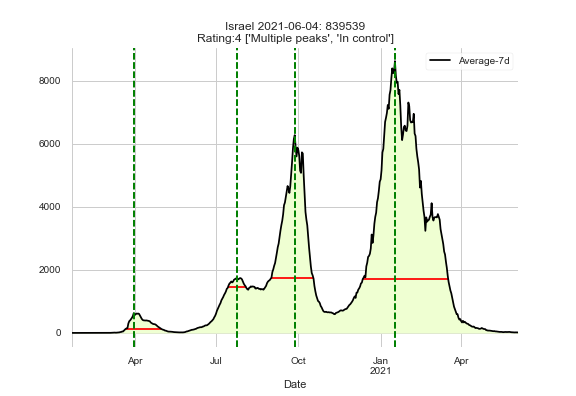 Israel 2021-06-04: 839539
Rating:4 ['Multiple peaks', 'In control']
Average-7d
8000
6000
4000
2000
0
Apr Jul Oct Jan Apr
2021
Date